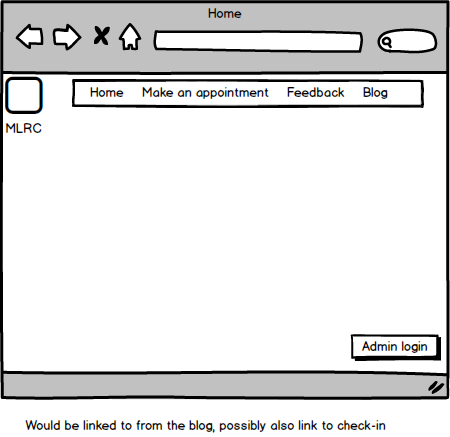 Home
Home Make an appointment Feedback Blog
MLRC
Admin login
Would be linked to from the blog, possibly also link to check-in